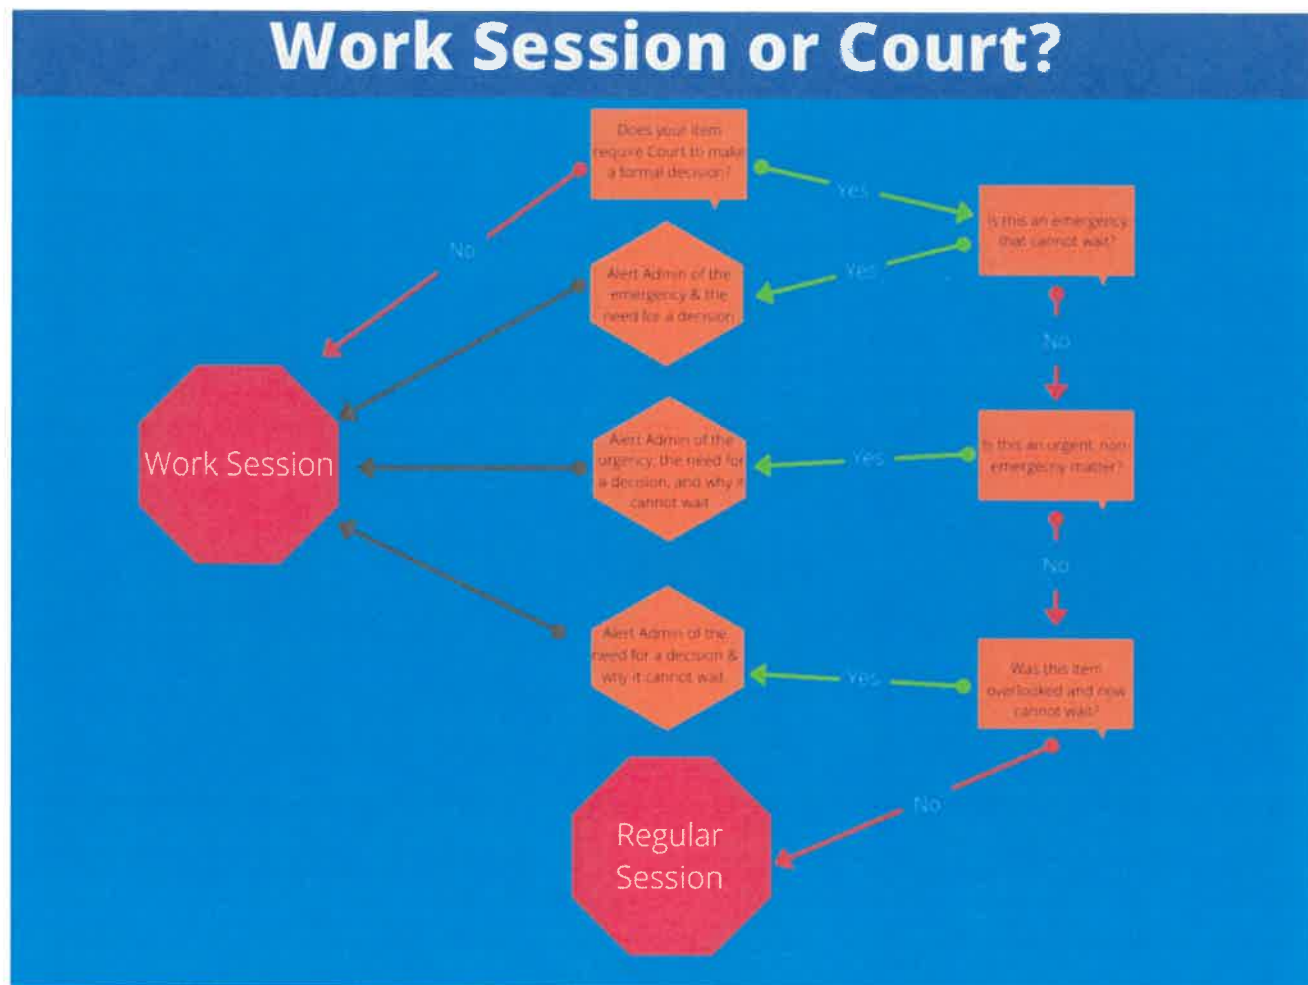 Work Session or Court?
Does your item
require Court to make
a formal decision?
Yes
Is this an emergency
that cannot wait?
No
Alert Admin of the
emergency & the
need for a decision
Yes
No
Work Session
Alert Admin of the
urgency, the need for
a decision, and why it
cannot wait
Yes
Is this an urgent, non-
emergecny matter?
No
Alert Admin of the
need for a decision &
why it cannot wait
Yes
Was this item
overlooked and now
cannot wait?
No
Regular
Session